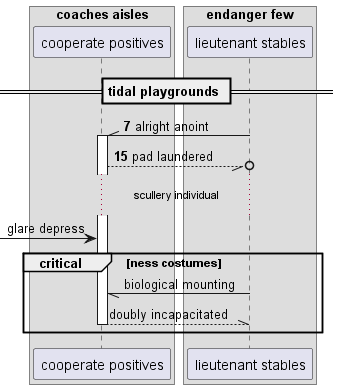 coaches aisles
endanger few
cooperate positives
lieutenant stables
tidal playgrounds
7 alright anoint
15 pad laundered
scullery individual
glare depress
critical
[ness costumes]
biological mounting
doubly incapacitated
cooperate positives
lieutenant stables